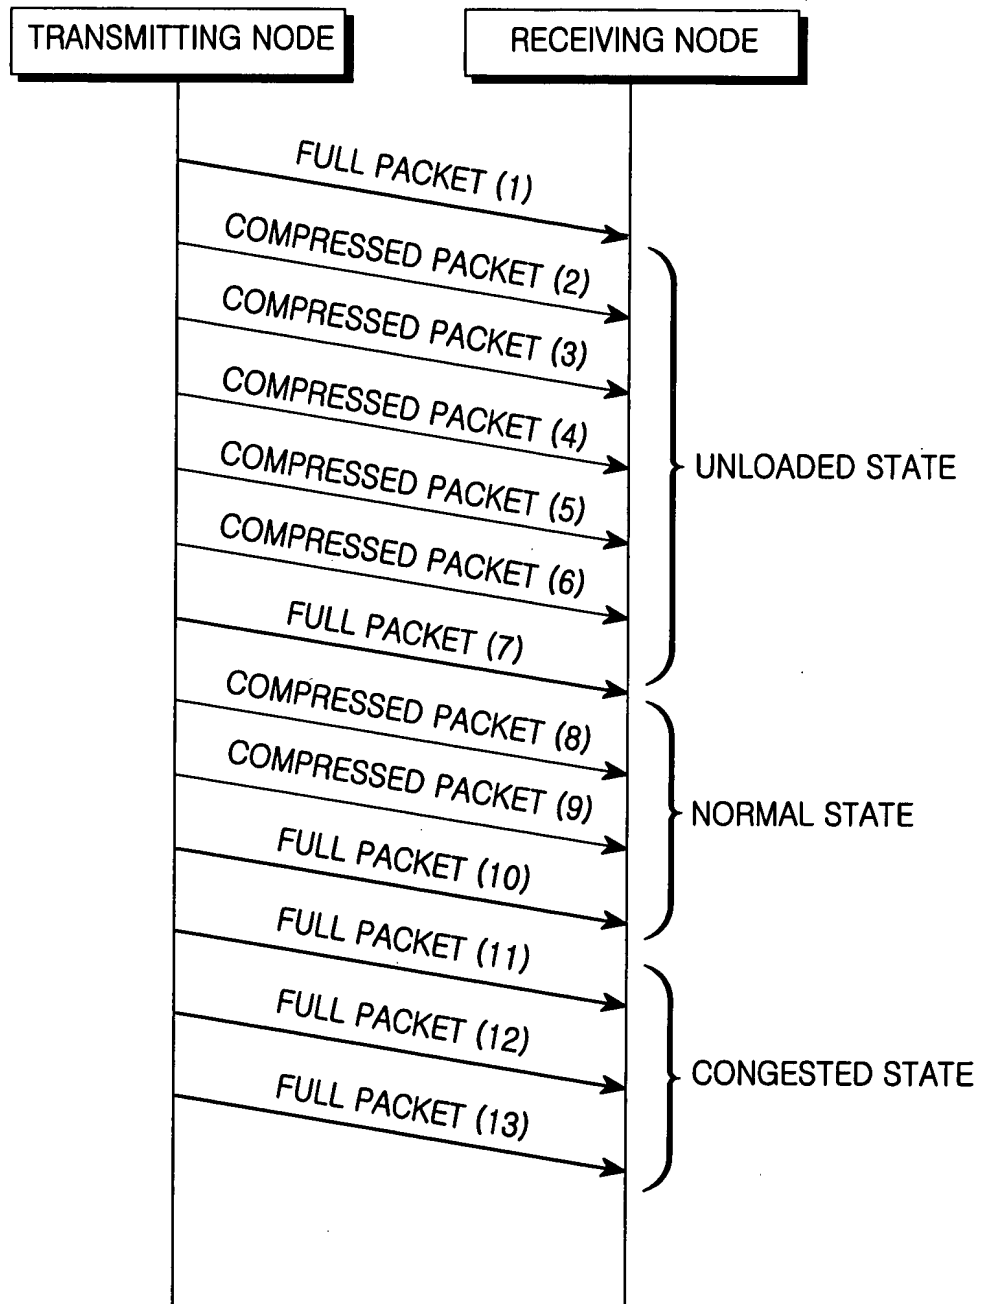 TRANSMITTING NODE
RECEIVING NODE
FULL PACKET (1)
COMPRESSED PACKET (2)
COMPRESSED PACKET (3)
COMPRESSED PACKET (4)
COMPRESSED PACKET (5)
COMPRESSED PACKET (6)
FULL PACKET (7)
UNLOADED STATE
COMPRESSED PACKET (8)
COMPRESSED PACKET (9)
FULL PACKET (10)
NORMAL STATE
FULL PACKET (11)
FULL PACKET (12)
FULL PACKET (13)
CONGESTED STATE